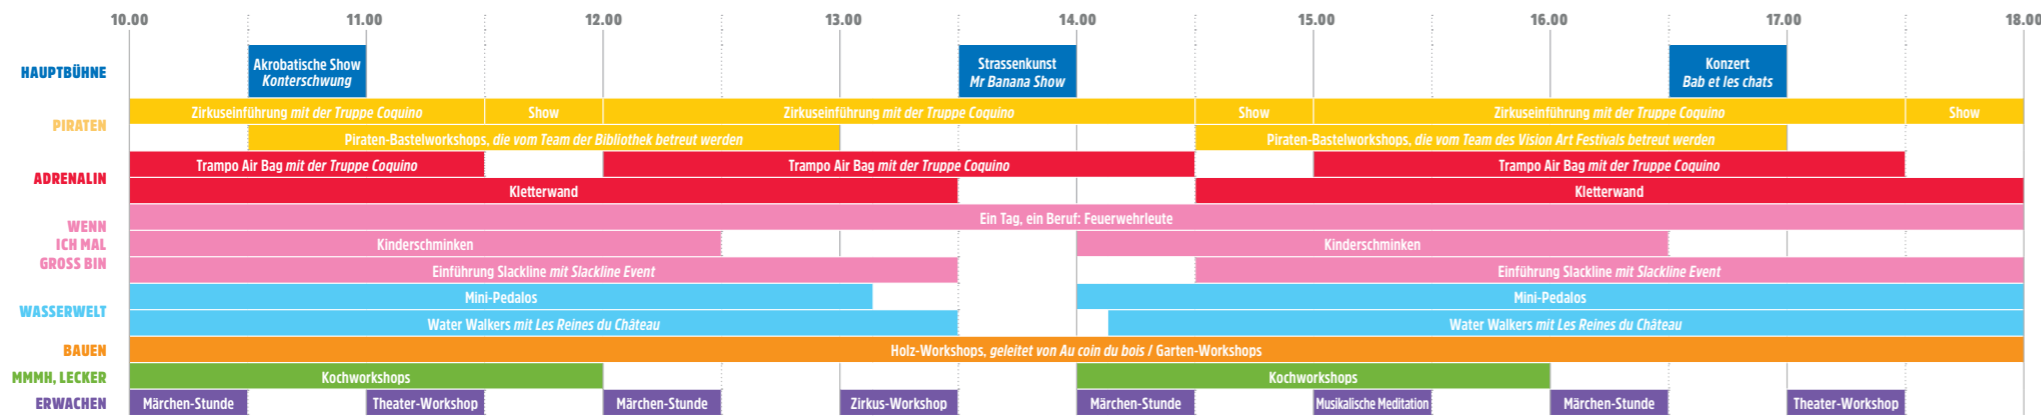 10.00 11.00 12.00 13.00 14.00 15.00 16.00 17.00 18.00
HAUPTBÜHNE
Akrobatische Show
Konterschwung
Strassenkunst
Mr Banana Show
Konzert
Bab et les chats
PIRATEN
Zirkuseinführung mit der Truppe Coquino Show Zirkuseinführung mit der Truppe Coquino Show Zirkuseinführung mit der Truppe Coquino Show
Piraten-Bastelworkshops, die vom Team der Bibliothek betreut werden Piraten-Bastelworkshops, die vom Team des Vision Art Festivals betreut werden
ADRENALIN
Trampo Air Bag mit der Truppe Coquino Trampo Air Bag mit der Truppe Coquino Trampo Air Bag mit der Truppe Coquino
Kletterwand Kletterwand
WENN
ICH MAL
GROSS BIN
Ein Tag, ein Beruf: Feuerwehrleute
Kinderschminken Kinderschminken
Einführung Slackline mit Slackline Event Einführung Slackline mit Slackline Event
WASSERWELT
Mini-Pedalos Mini-Pedalos
Water Walkers mit Les Reines du Château Water Walkers mit Les Reines du Château
BAUEN Holz-Workshops, geleitet von Au coin du bois / Garten-Workshops
MMMH, LECKER Kochworkshops Kochworkshops
ERWACHEN Märchen-Stunde Theater-Workshop Märchen-Stunde Zirkus-Workshop Märchen-Stunde Musikalische Meditation Märchen-Stunde Theater-Workshop